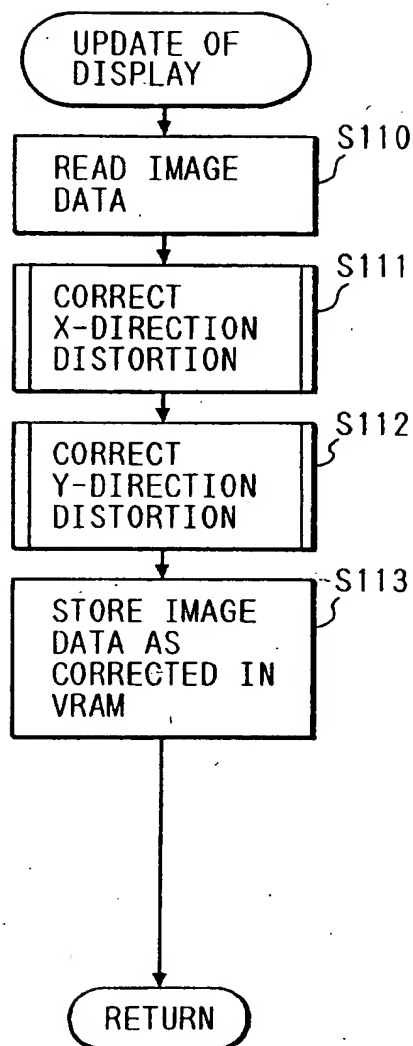 UPDATE OF
DISPLAY
S110
READ IMAGE
DATA
S111
CORRECT
X-DIRECTION
DISTORTION
S112
CORRECT
Y-DIRECTION
DISTORTION
S113
STORE IMAGE
DATA AS
CORRECTED IN
VRAM
RETURN